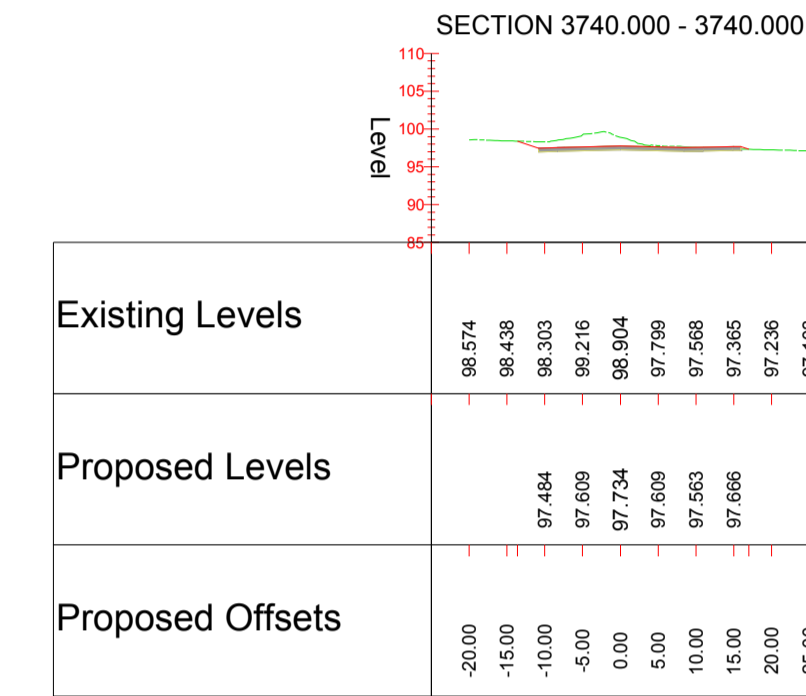 SECTION 3740.000 - 3740.000
110
105
100
95
90
85
Level
Existing Levels
98.574 98.438 98.303 99.216 98.904 97.799 97.568 97.365 97.236
Proposed Levels
97.484 97.609 97.734 97.609 97.563 97.666
Proposed Offsets
-20.00 -15.00 -10.00 -5.00 0.00 5.00 10.00 15.00 20.00